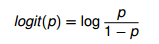 logit(p) = log p / (1 − p)